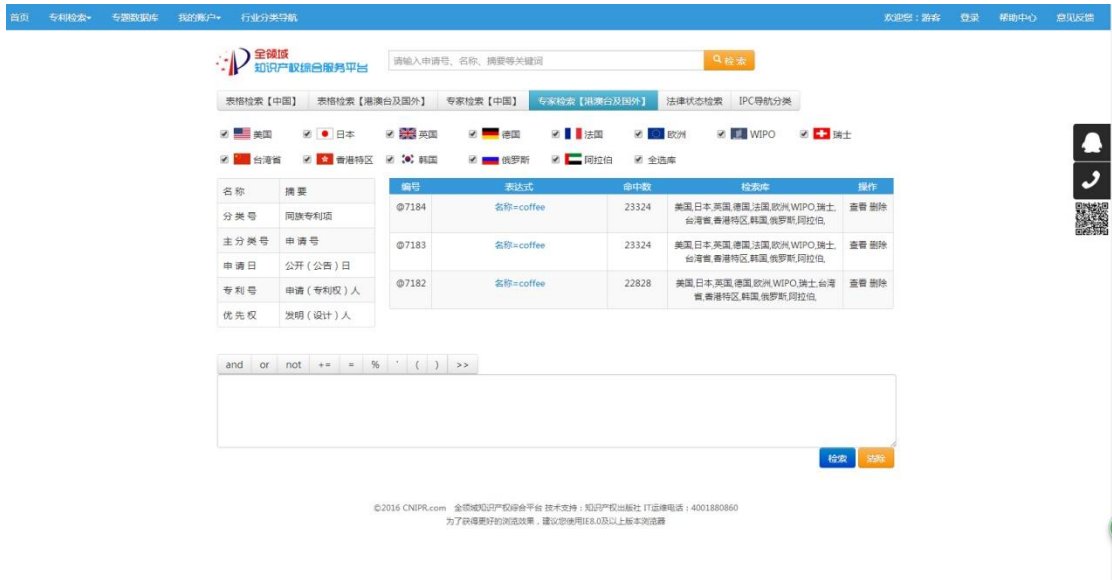 首页 专利检索 专题数据库 我的账户 行业分类导航 欢迎您：游客 登录 帮助中心 意见反馈
全领域
知识产权综合服务平台
请输入申请号、名称、摘要等关键词 检索
表格检索【中国】 表格检索【港澳台及国外】 专家检索【中国】 专家检索【港澳台及国外】 法律状态检索 IPC导航分类
美国 日本 英国 德国 法国 欧洲 WIPO 瑞士
台湾省 香港特区 韩国 俄罗斯 阿拉伯 全选库
名称 摘要
分类号 同族专利项
主分类号 申请号
申请日 公开（公告）日
专利号 申请（专利权）人
优先权 发明（设计）人
编号 表达式 命中数 检索库 操作
@7184 名称=coffee 23324 美国,日本,英国,德国,法国,欧洲,WIPO,瑞士, 查看 删除
台湾省,香港特区,韩国,俄罗斯,阿拉伯,
@7183 名称=coffee 23324 美国,日本,英国,德国,法国,欧洲,WIPO,瑞士, 查看 删除
台湾省,香港特区,韩国,俄罗斯,阿拉伯,
@7182 名称=coffee 22828 美国,日本,英国,德国,欧洲,WIPO,瑞士,台湾 查看 删除
省,香港特区,韩国,俄罗斯,阿拉伯,
and or not += = % ' ( ) >>
检索 清除
©2016 CNIPR.com 全领域知识产权综合平台 技术支持：知识产权出版社 IT运维电话：4001880860
为了获得更好的浏览效果，建议您使用IE8.0及以上版本浏览器